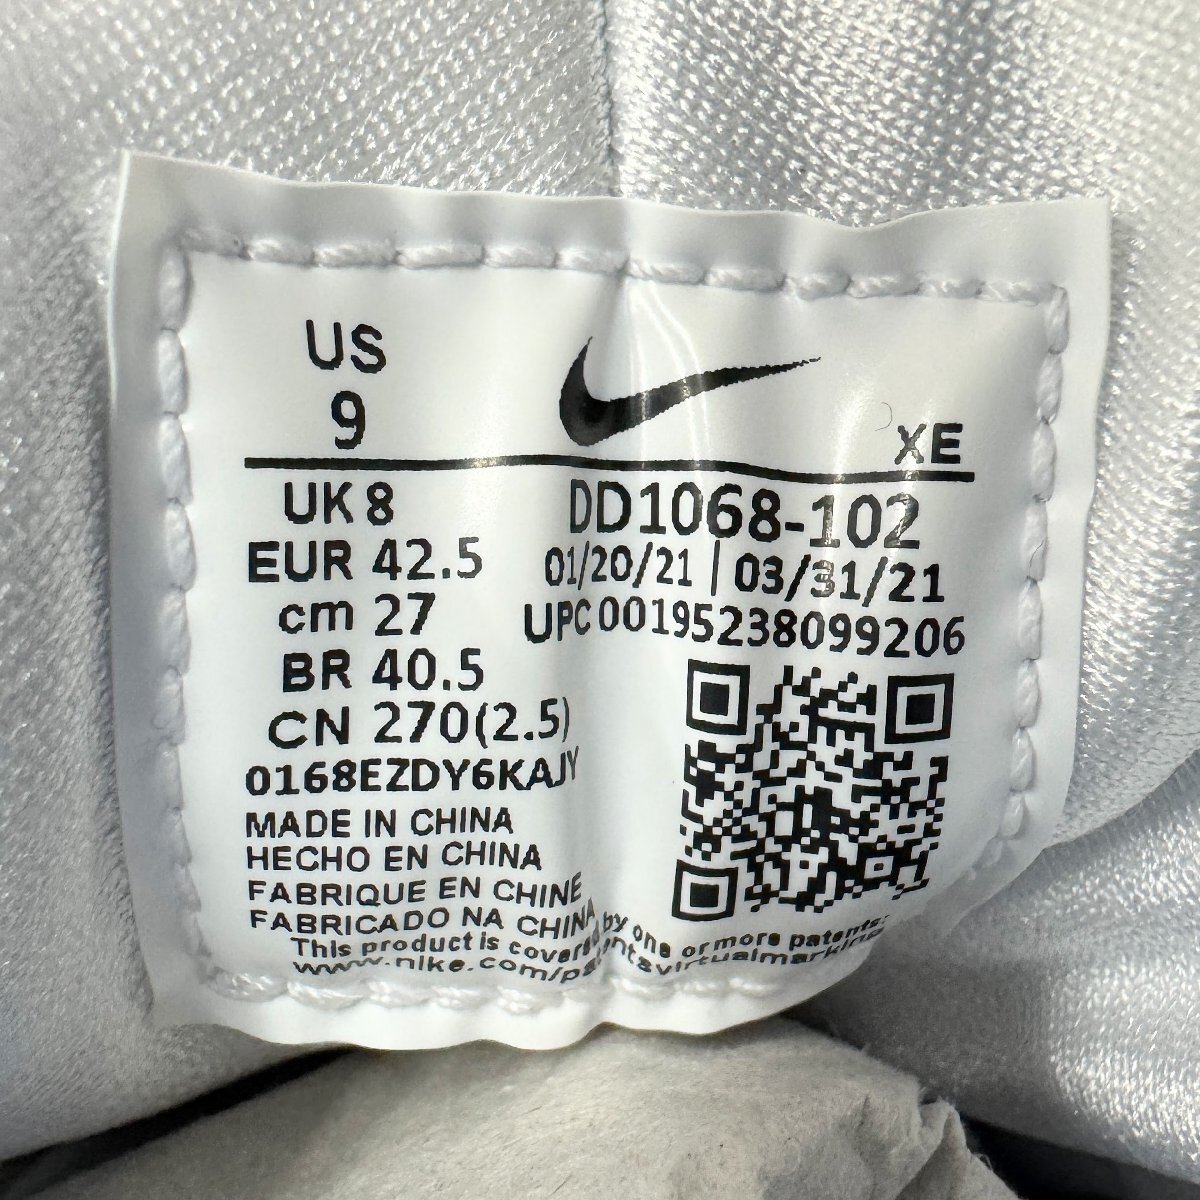 US
9
XE
UK 8
EUR 42.5
cm 27
BR 40.5
CN 270(2.5)
0168EZDY6KAJY
MADE IN CHINA
HECHO EN CHINA
FABRIQUE EN CHINE
FABRICADO NA CHINA
DD1068-102
01/20/21 | 03/31/21
UPC 00195238099206
This product is covered by one or more patents:
www.nike.com/patentsvirtualmarking